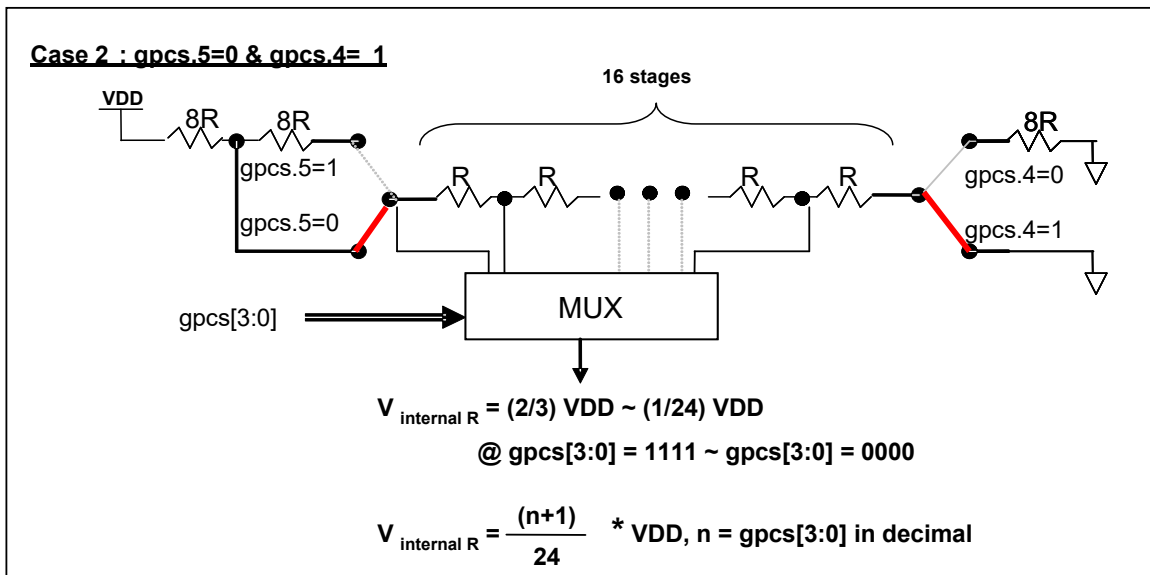 Case 2 : gpcs.5=0 & gpcs.4= 1
16 stages
VDD
8R 8R 8R
gpcs.5=1 R R R R gpcs.4=0
gpcs.5=0 gpcs.4=1
MUX
gpcs[3:0]
V internal R = (2/3) VDD ~ (1/24) VDD
@ gpcs[3:0] = 1111 ~ gpcs[3:0] = 0000
V internal R = (n+1) / 24 * VDD, n = gpcs[3:0] in decimal